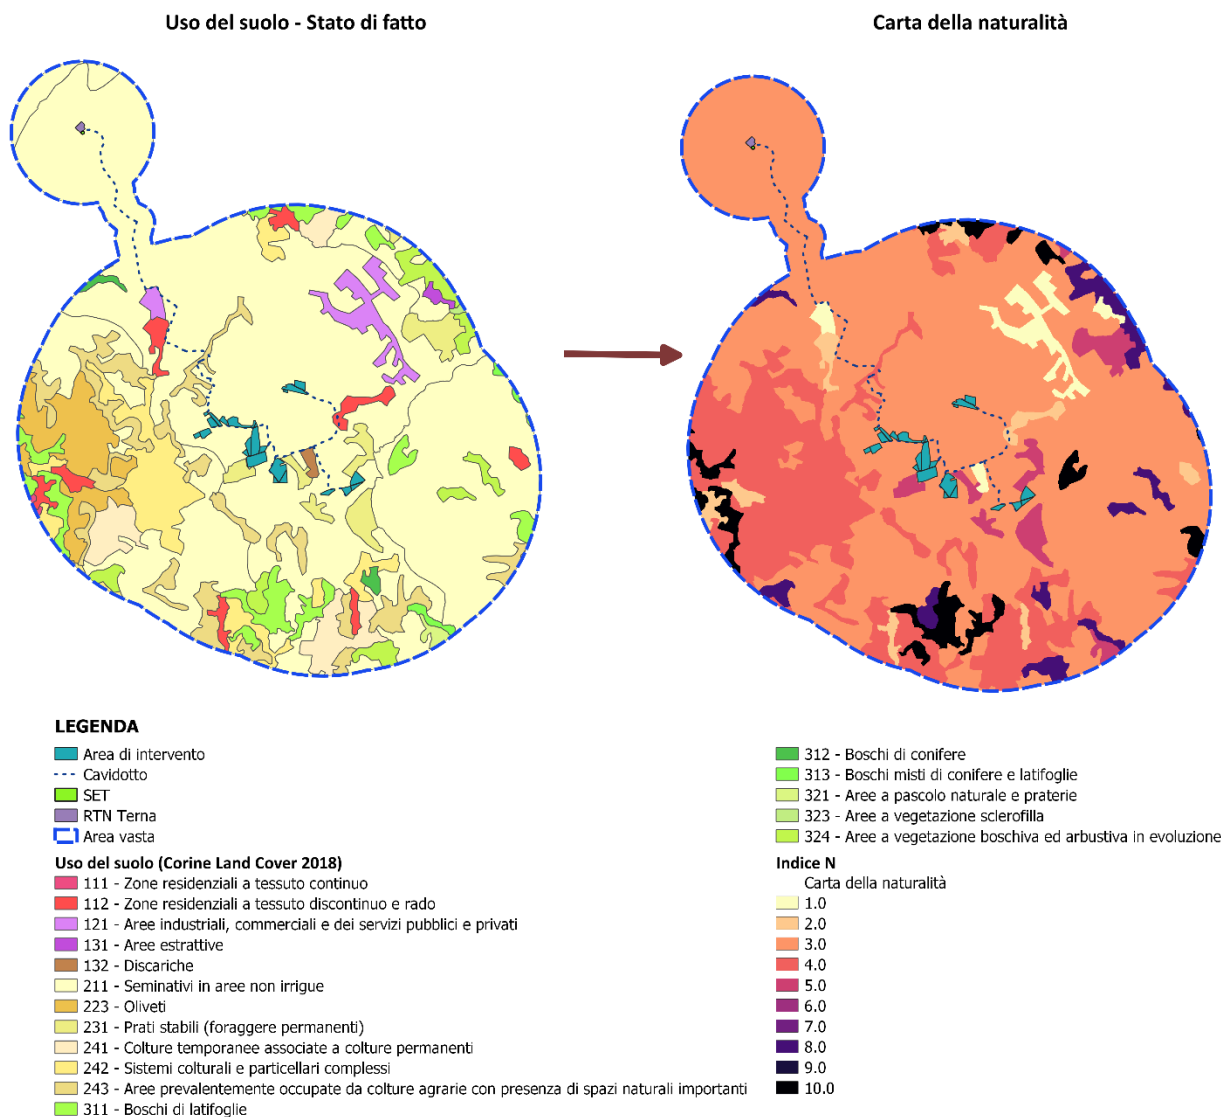 Uso del suolo - Stato di fatto
Carta della naturalità
LEGENDA
Area di intervento
Cavidotto
SET
RTN Terna
Area vasta
Uso del suolo (Corine Land Cover 2018)
111 - Zone residenziali a tessuto continuo
112 - Zone residenziali a tessuto discontinuo e rado
121 - Aree industriali, commerciali e dei servizi pubblici e privati
131 - Aree estrattive
132 - Discariche
211 - Seminativi in aree non irrigue
223 - Oliveti
231 - Prati stabili (foraggere permanenti)
241 - Colture temporanee associate a colture permanenti
242 - Sistemi colturali e particellari complessi
243 - Aree prevalentemente occupate da colture agrarie con presenza di spazi naturali importanti
311 - Boschi di latifoglie
312 - Boschi di conifere
313 - Boschi misti di conifere e latifoglie
321 - Aree a pascolo naturale e praterie
323 - Aree a vegetazione sclerofilla
324 - Aree a vegetazione boschiva ed arbustiva in evoluzione
Indice N
Carta della naturalità
1.0
2.0
3.0
4.0
5.0
6.0
7.0
8.0
9.0
10.0